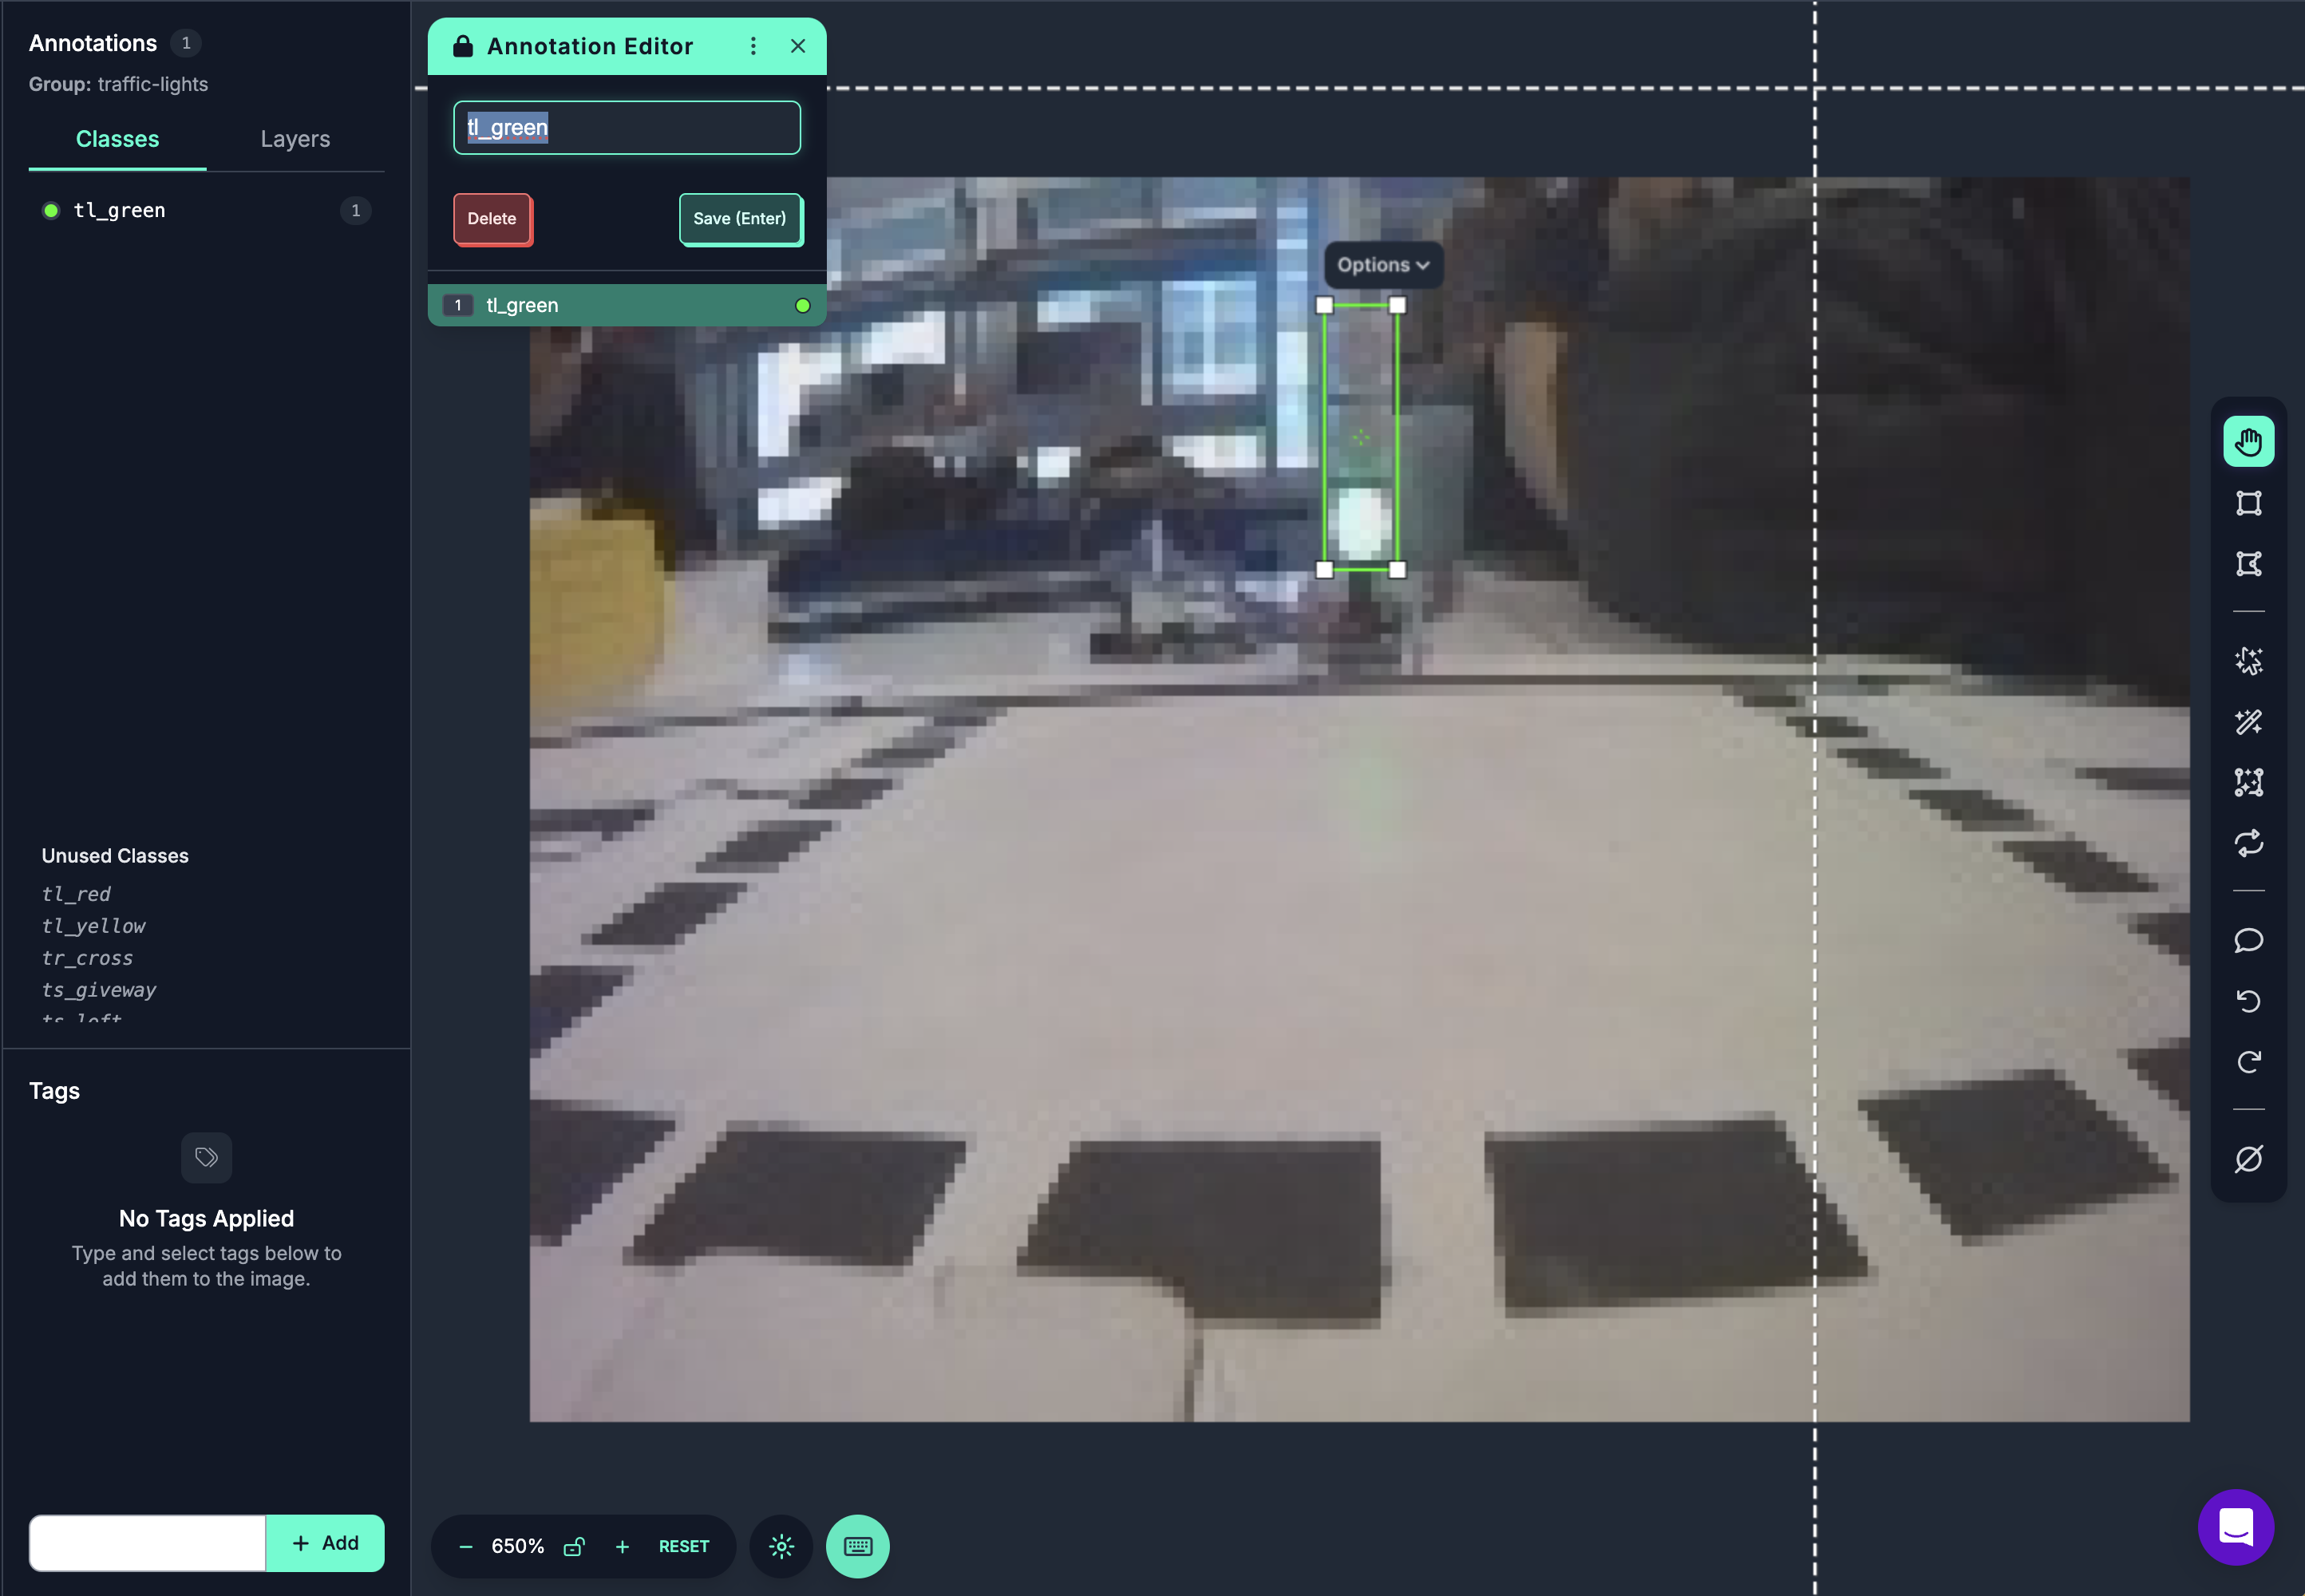 Annotations 1
Group: traffic-lights
Classes Layers
tl_green 1
Unused Classes
tl_red
tl_yellow
tr_cross
ts_giveway
ts_left
Tags
No Tags Applied
Type and select tags below to
add them to the image.
+ Add
Annotation Editor
tl_green
Delete Save (Enter)
1 tl_green
Options
650% RESET